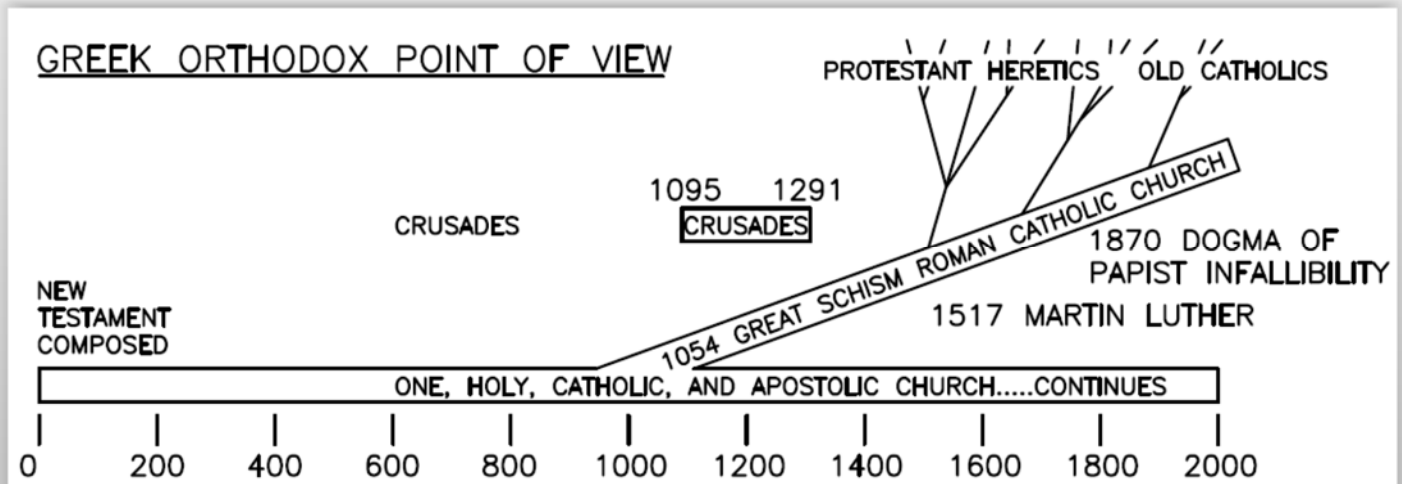 GREEK ORTHODOX POINT OF VIEW
PROTESTANT HERETICS OLD CATHOLICS
1095 1291
CRUSADES
CRUSADES
1054 GREAT SCHISM ROMAN CATHOLIC CHURCH
1870 DOGMA OF
PAPIST INFALLIBILITY
1517 MARTIN LUTHER
NEW
TESTAMENT
COMPOSED
ONE, HOLY, CATHOLIC, AND APOSTOLIC CHURCH.....CONTINUES
0 200 400 600 800 1000 1200 1400 1600 1800 2000